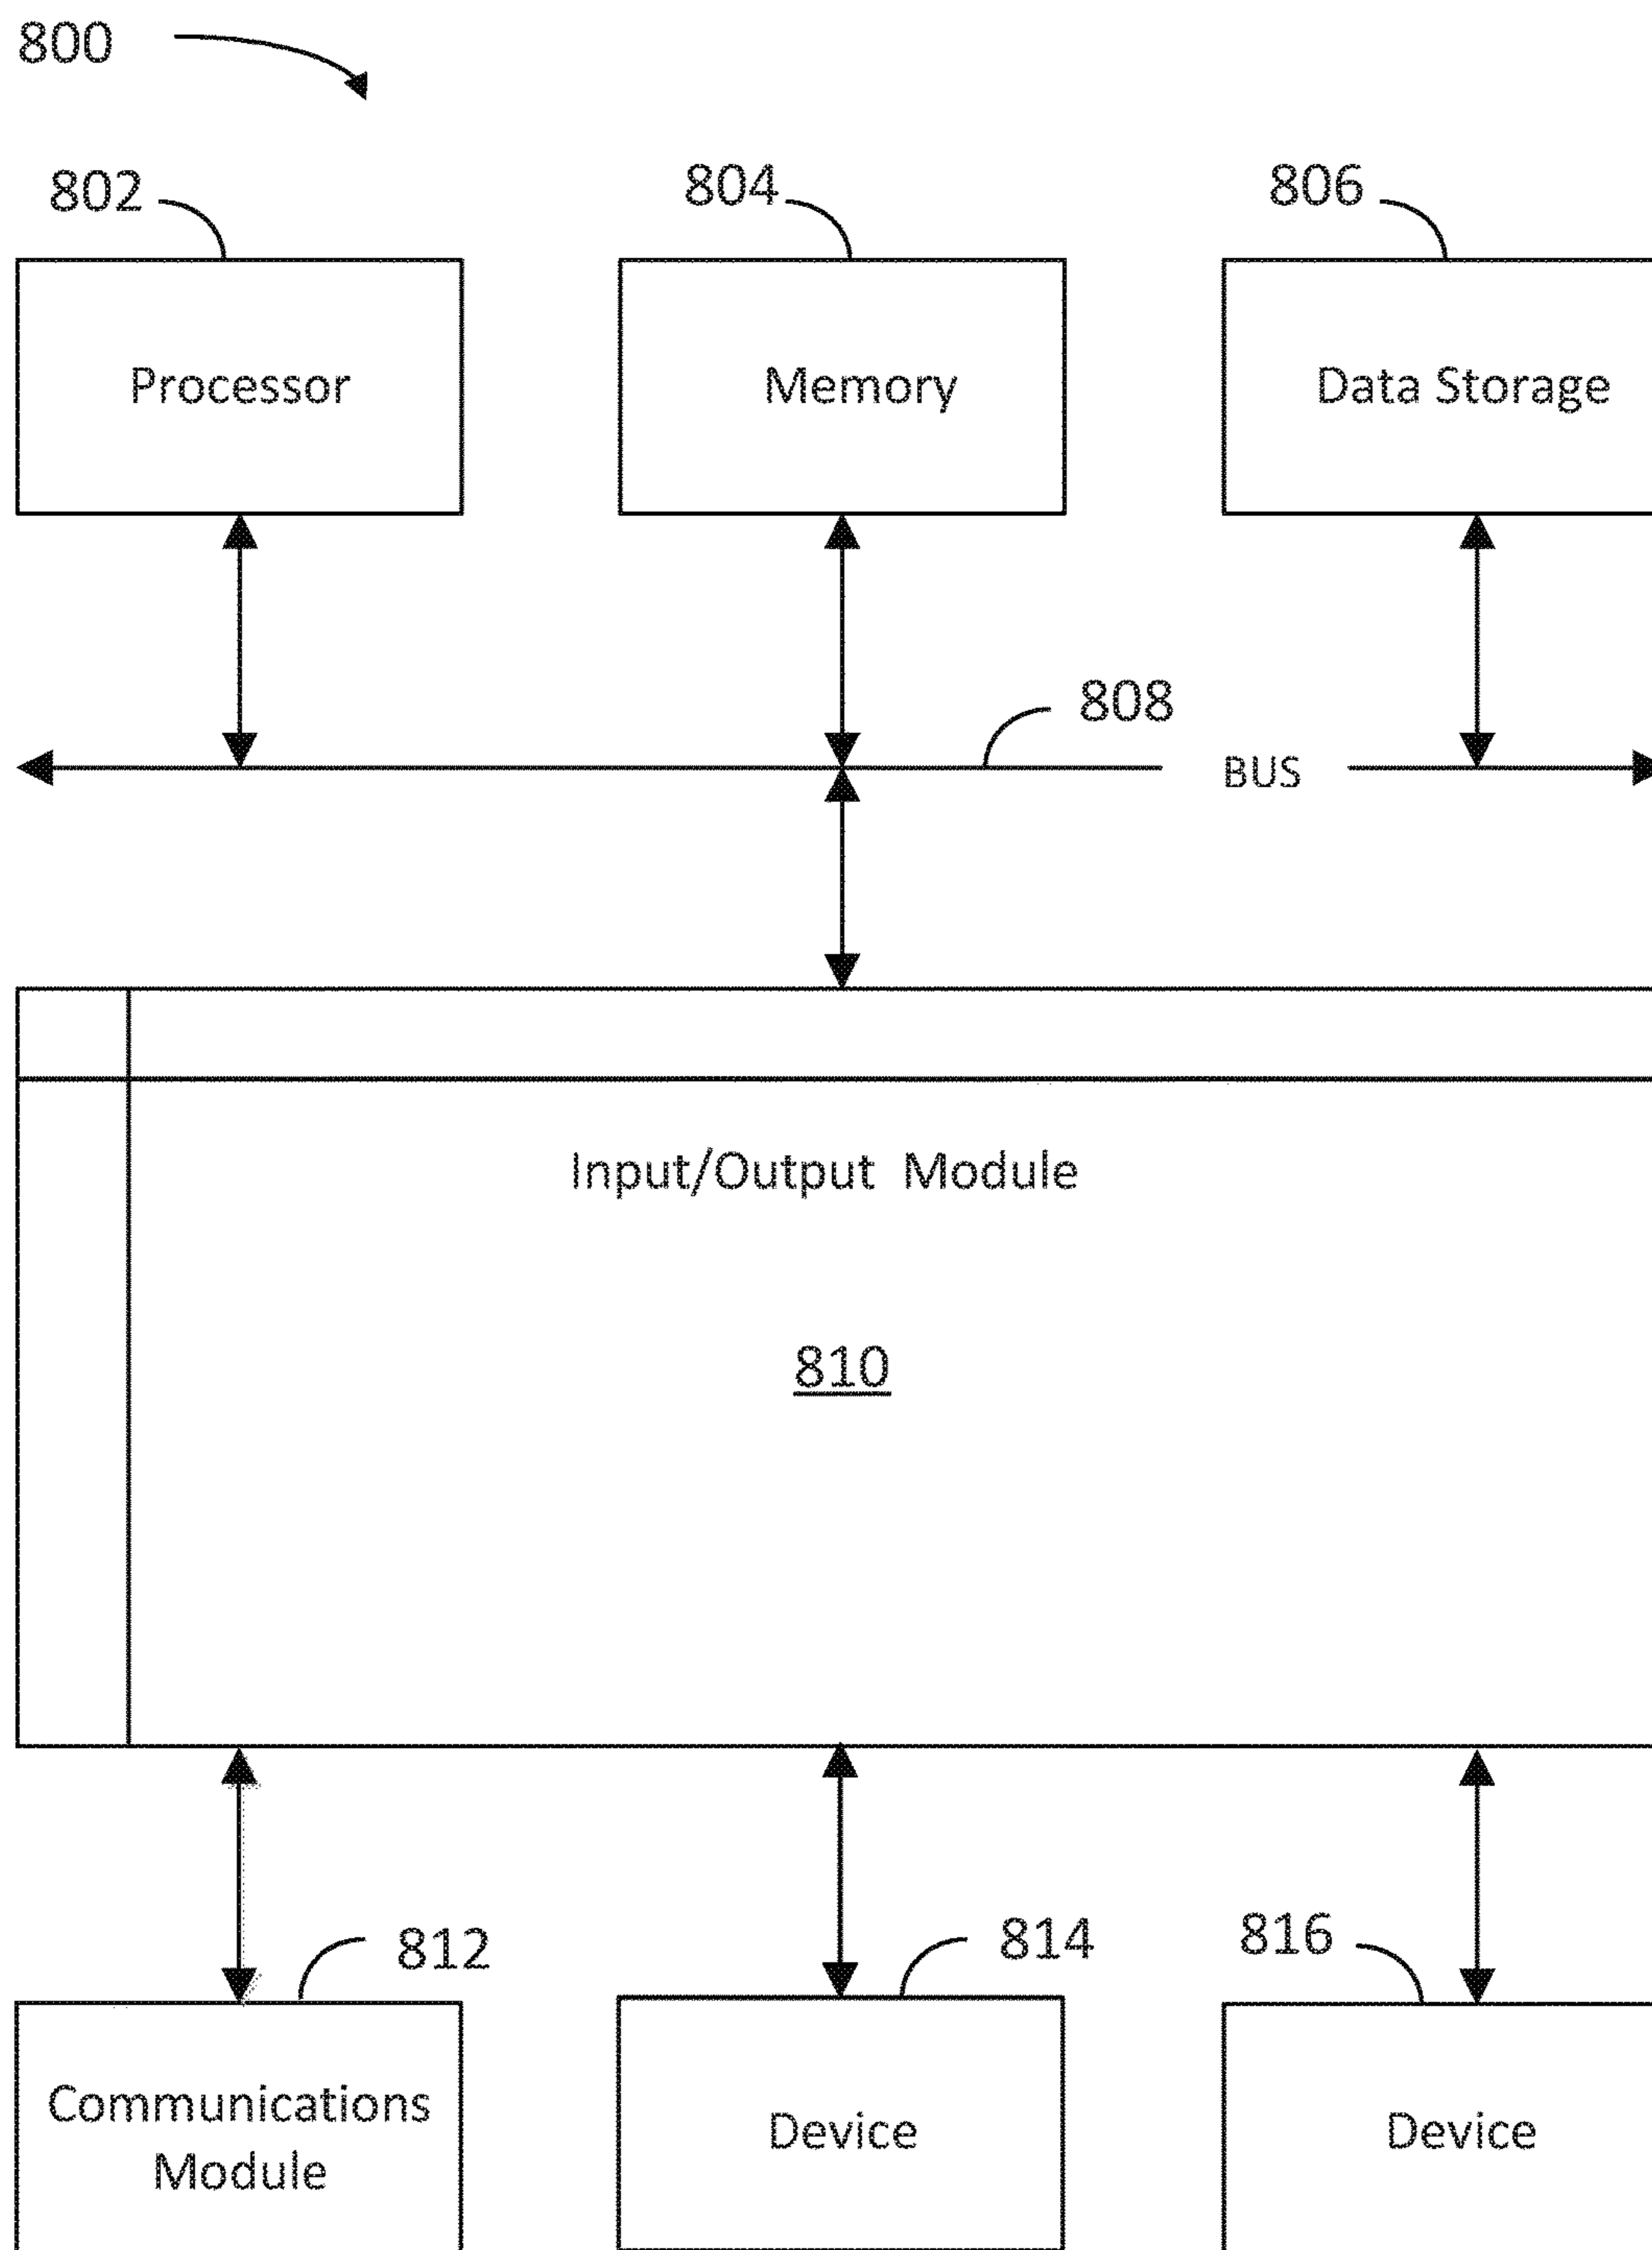 800
802
804
806
Processor
Memory
Data Storage
808
BUS
Input/Output Module
810
812
814
816
Communications
Module
Device
Device